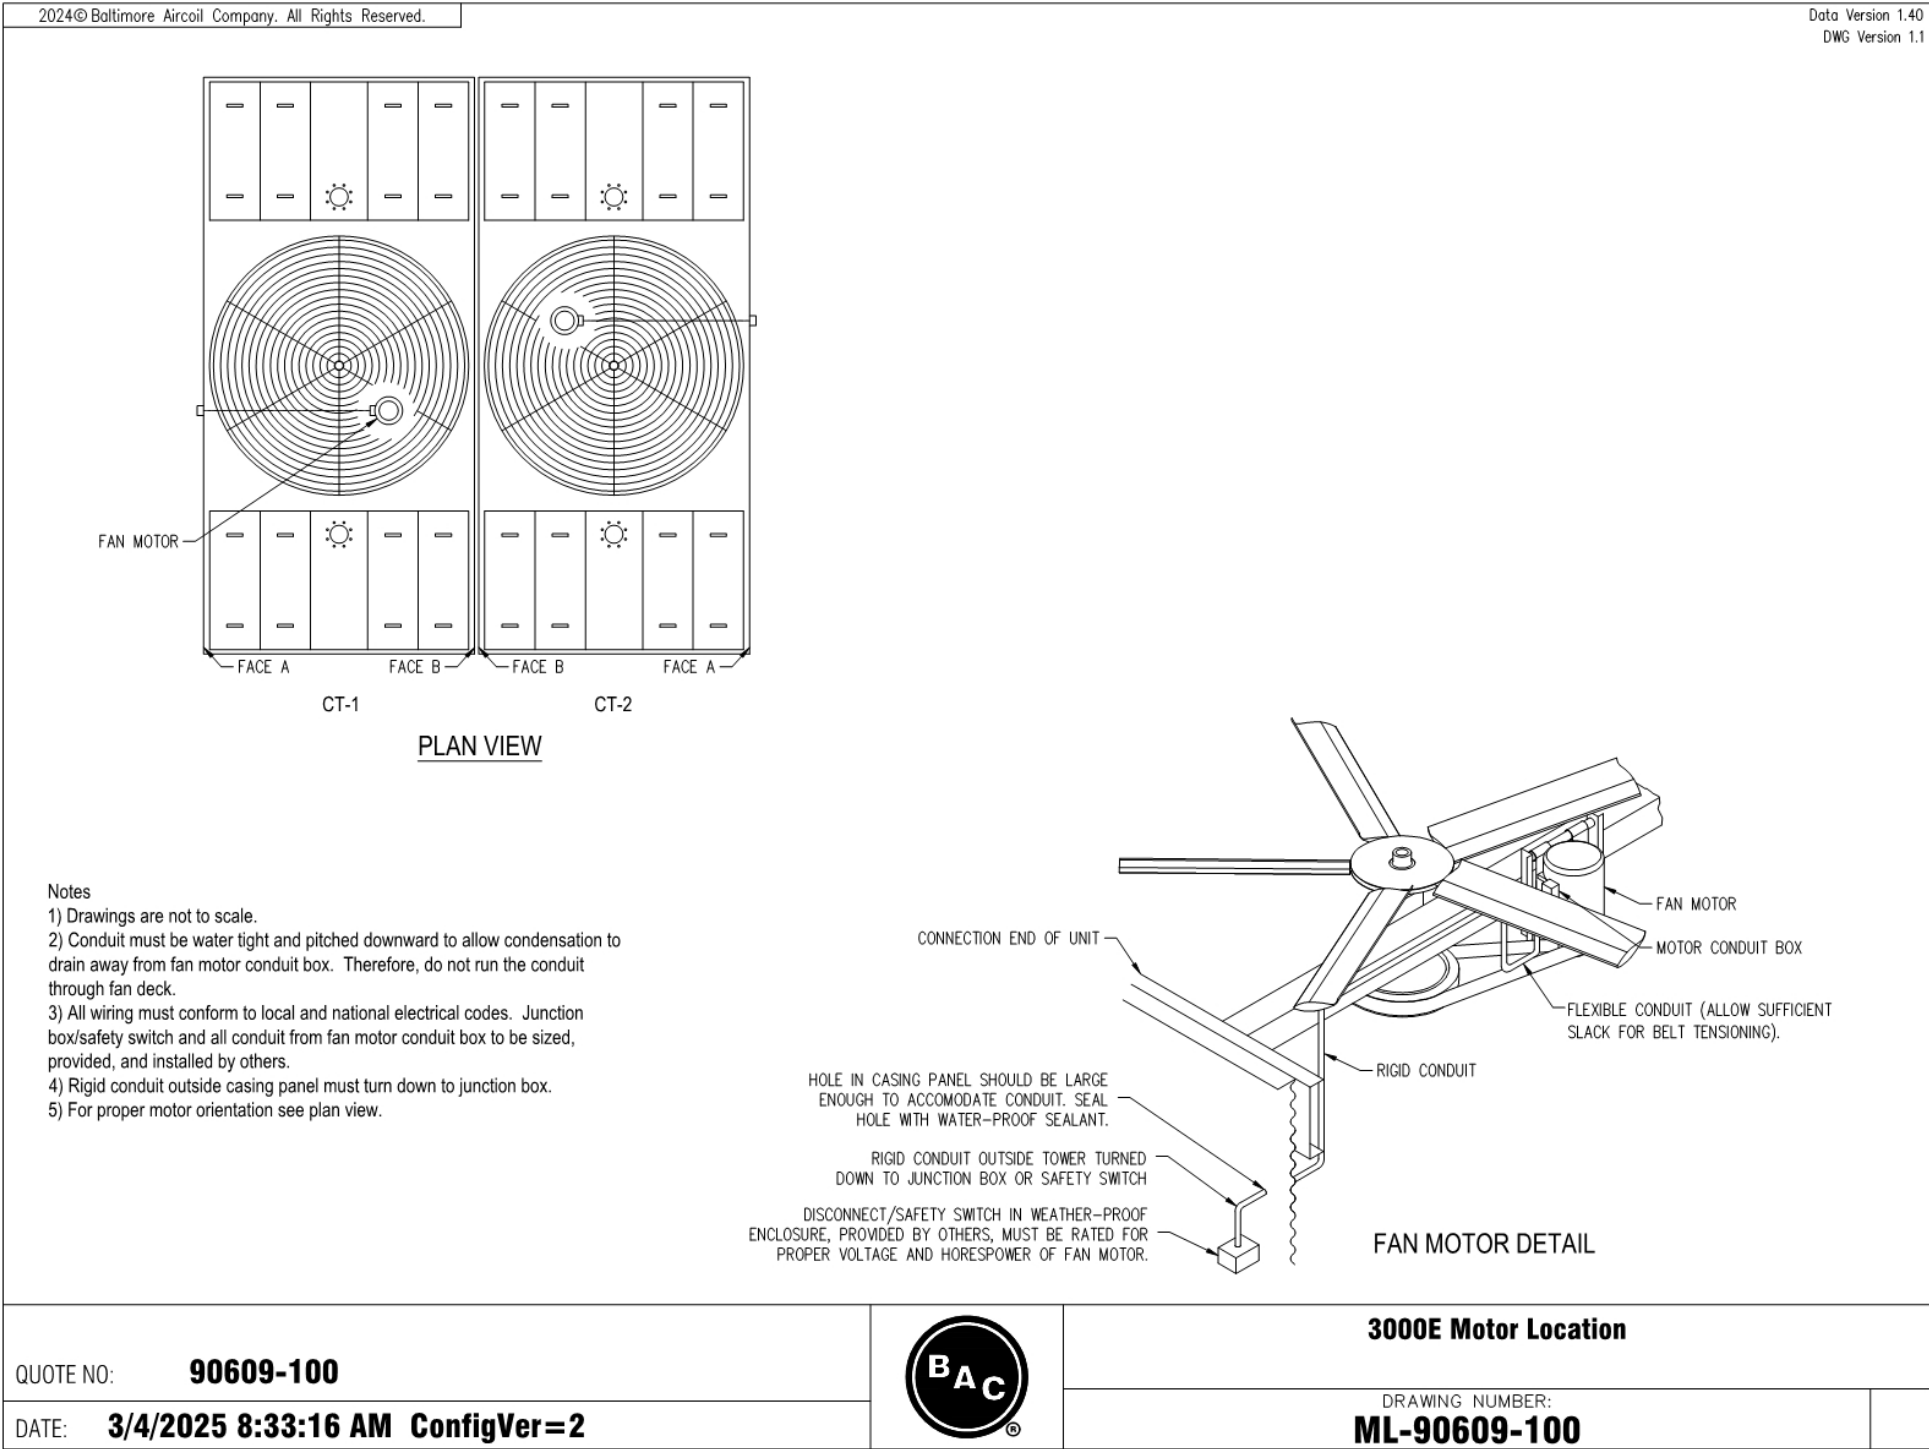 2024© Baltimore Aircoil Company. All Rights Reserved.
Data Version 1.40
DWG Version 1.1
FAN MOTOR
FACE A
FACE B
FACE B
FACE A
CT-1
CT-2
PLAN VIEW
Notes
1) Drawings are not to scale.
2) Conduit must be water tight and pitched downward to allow condensation to
drain away from fan motor conduit box.  Therefore, do not run the conduit
through fan deck.
3) All wiring must conform to local and national electrical codes.  Junction
box/safety switch and all conduit from fan motor conduit box to be sized,
provided, and installed by others.
4) Rigid conduit outside casing panel must turn down to junction box.
5) For proper motor orientation see plan view.
FAN MOTOR
CONNECTION END OF UNIT
MOTOR CONDUIT BOX
FLEXIBLE CONDUIT (ALLOW SUFFICIENT
SLACK FOR BELT TENSIONING).
RIGID CONDUIT
HOLE IN CASING PANEL SHOULD BE LARGE
ENOUGH TO ACCOMODATE CONDUIT. SEAL
HOLE WITH WATER-PROOF SEALANT.
RIGID CONDUIT OUTSIDE TOWER TURNED
DOWN TO JUNCTION BOX OR SAFETY SWITCH
DISCONNECT/SAFETY SWITCH IN WEATHER-PROOF
ENCLOSURE, PROVIDED BY OTHERS, MUST BE RATED FOR
PROPER VOLTAGE AND HORESPOWER OF FAN MOTOR.
FAN MOTOR DETAIL
QUOTE NO: 90609-100
DATE: 3/4/2025 8:33:16 AM  ConfigVer=2
BAC®
3000E Motor Location
DRAWING NUMBER:
ML-90609-100